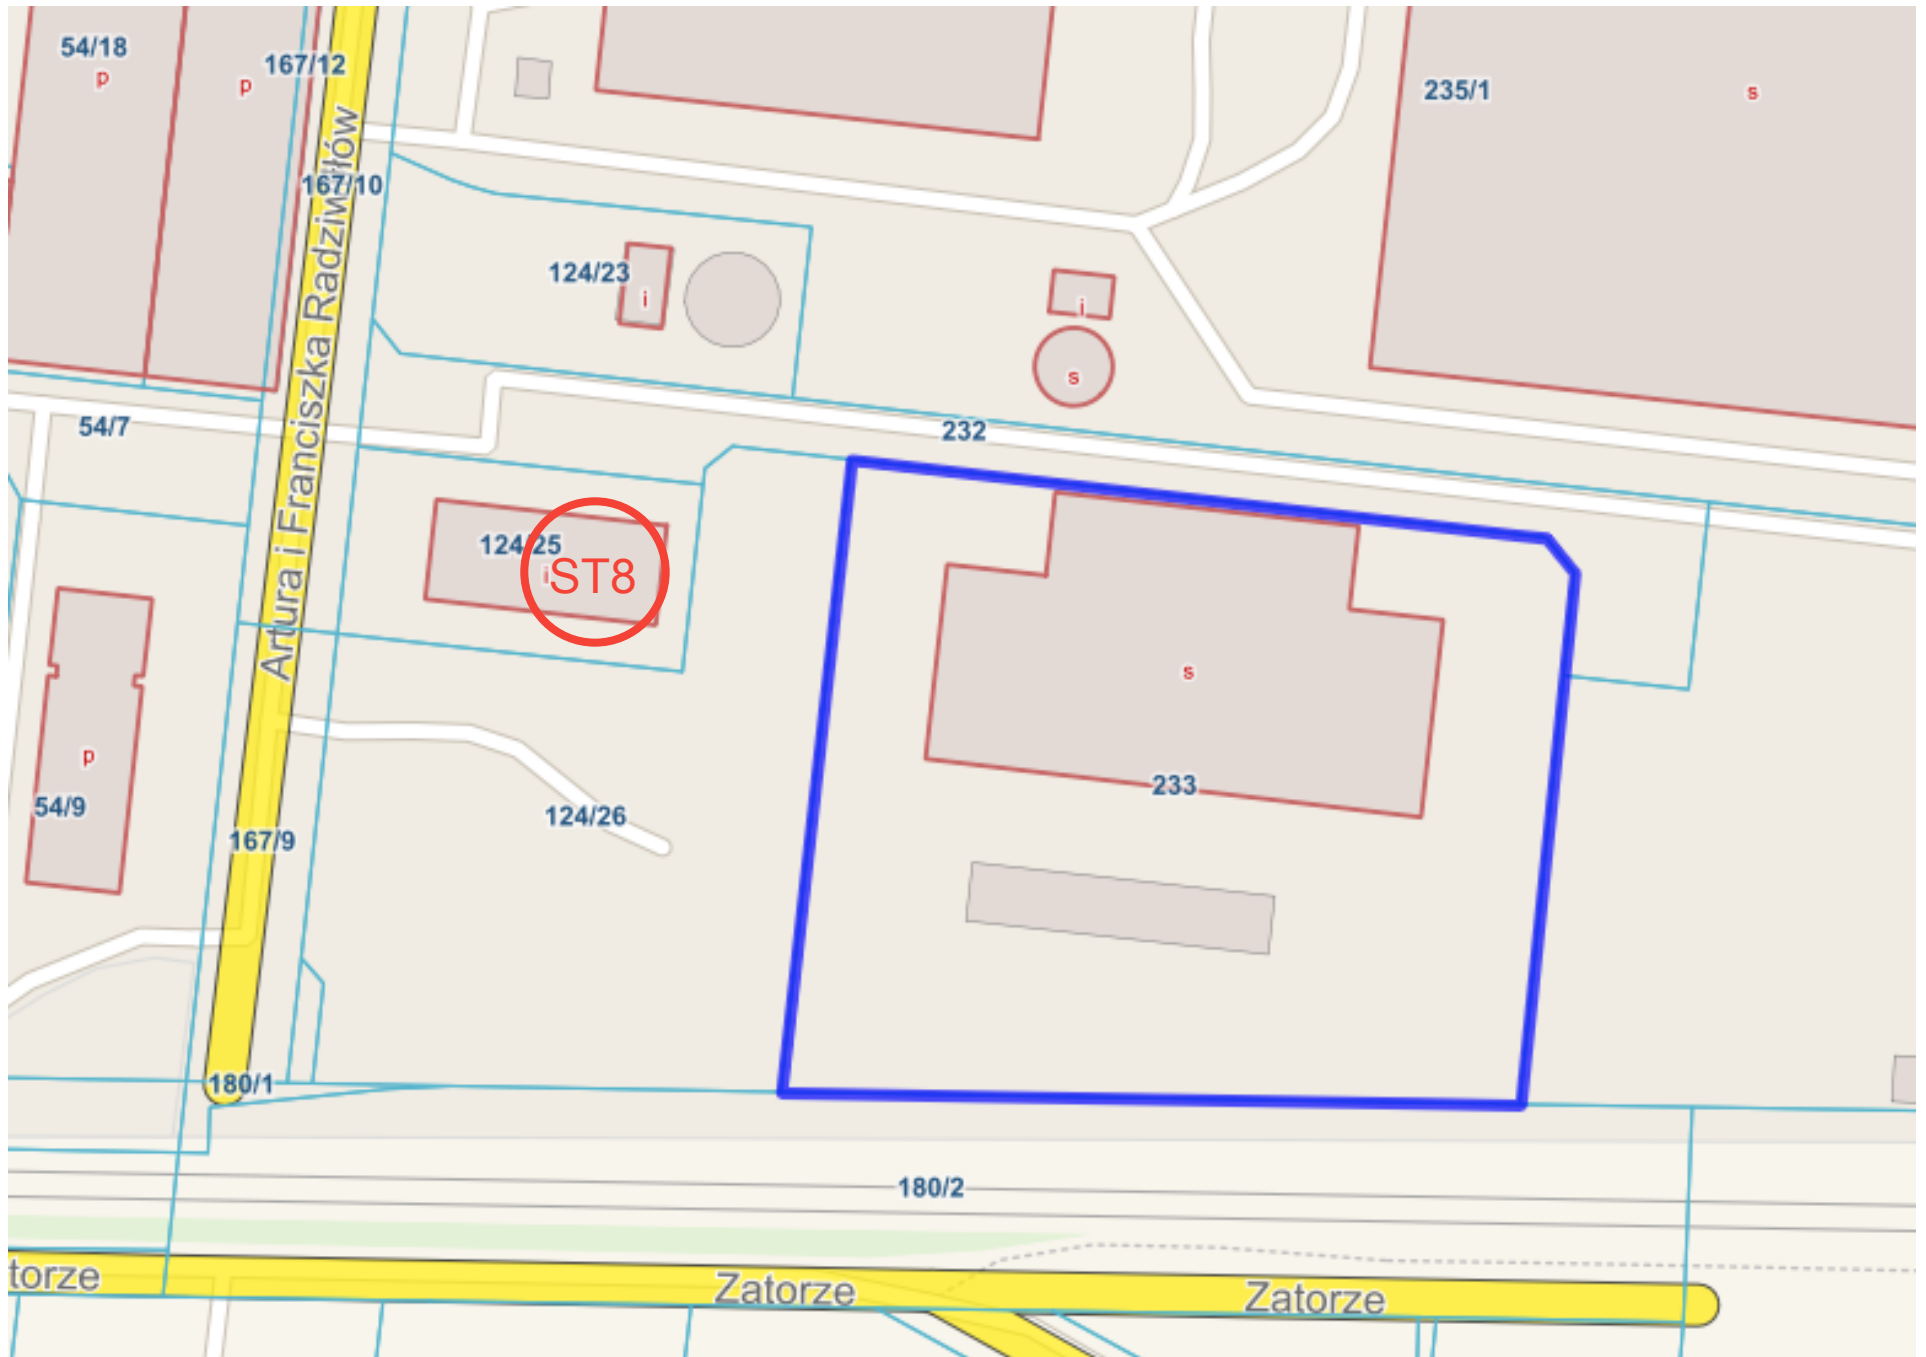 54/18
p
p
167/12
235/1
s
167/10
Artura i Franciszka Radziwiłłów
124/23
i
i
s
54/7
232
124/25
i
ST8
s
p
233
54/9
124/26
167/9
180/1
180/2
torze
Zatorze
Zatorze